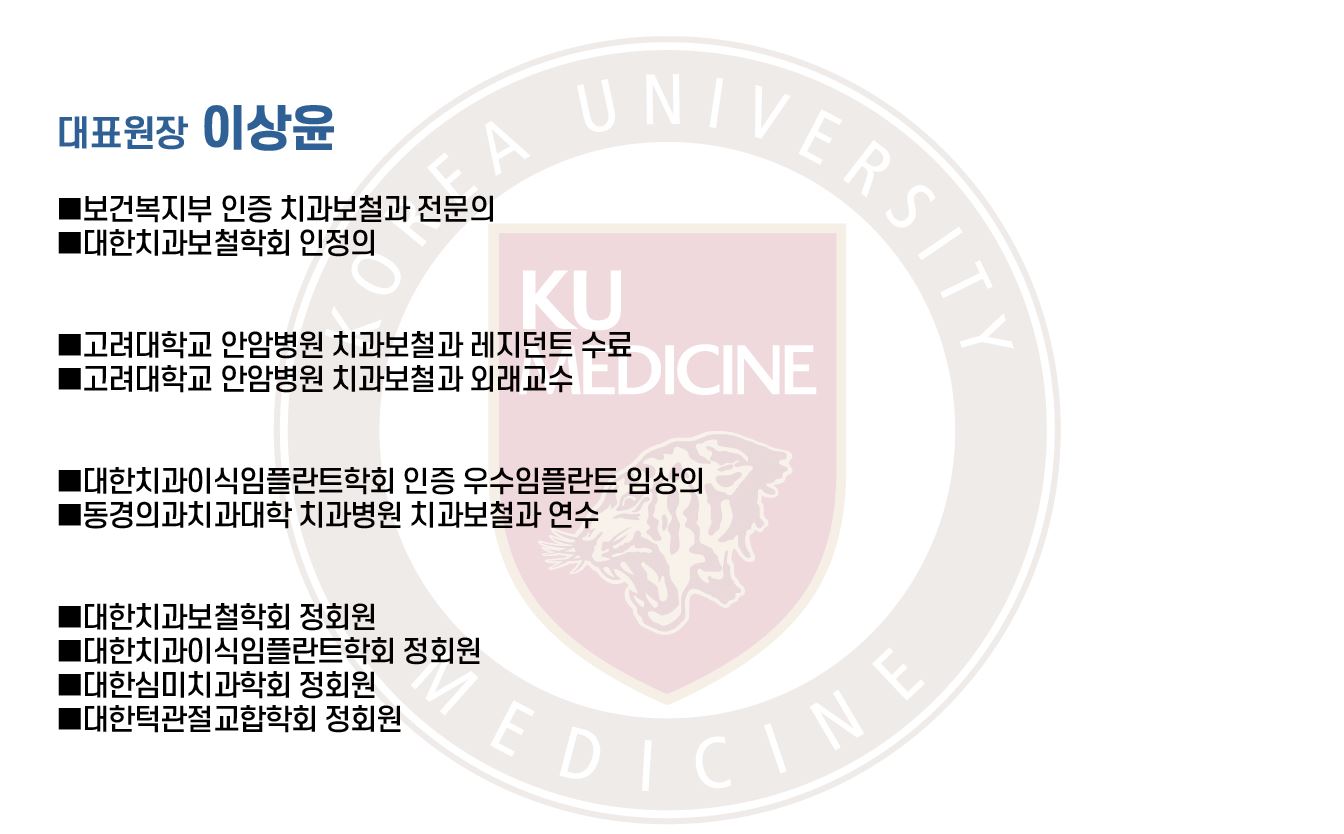 대표원장 이상윤
■보건복지부 인증 치과보철과 전문의
■대한치과보철학회 인정의
■고려대학교 안암병원 치과보철과 레지던트 수료
■고려대학교 안암병원 치과보철과 외래교수
■대한치과이식임플란트학회 인증 우수임플란트 임상의
■동경의과치과대학 치과병원 치과보철과 연수
■대한치과보철학회 정회원
■대한치과이식임플란트학회 정회원
■대한심미치과학회 정회원
■대한턱관절교합학회 정회원
KOREA UNIVERSITY
KU
MEDICINE
MEDICINE